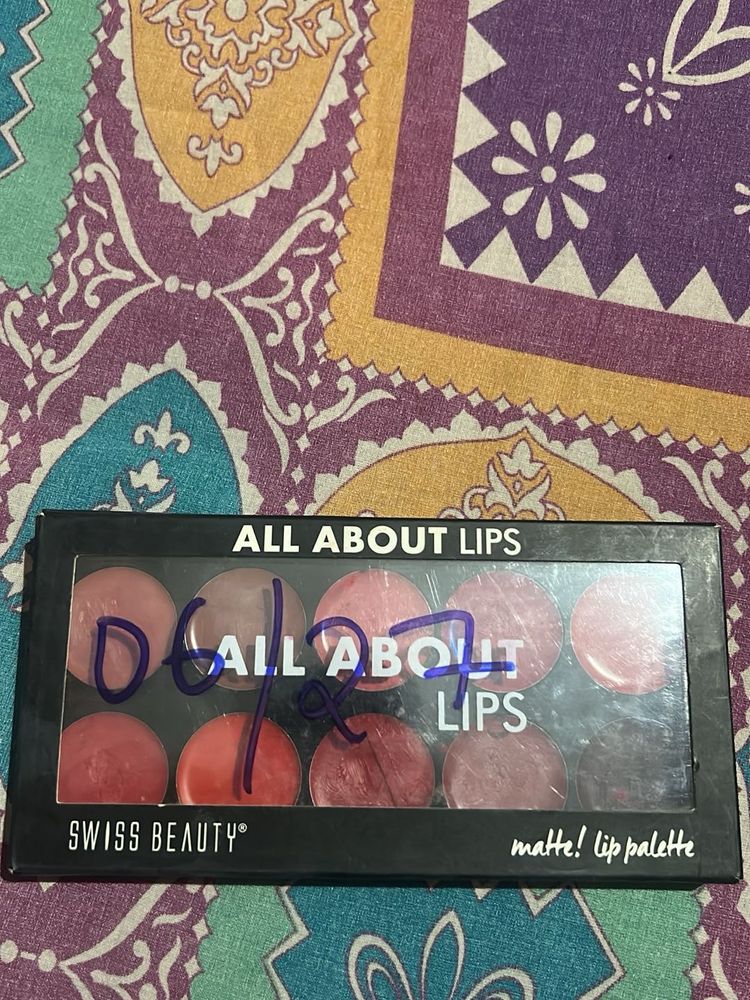 ALL ABOUT LIPS
06/27
ALL ABOUT
LIPS
SWISS BEAUTY®
matte! lip palette